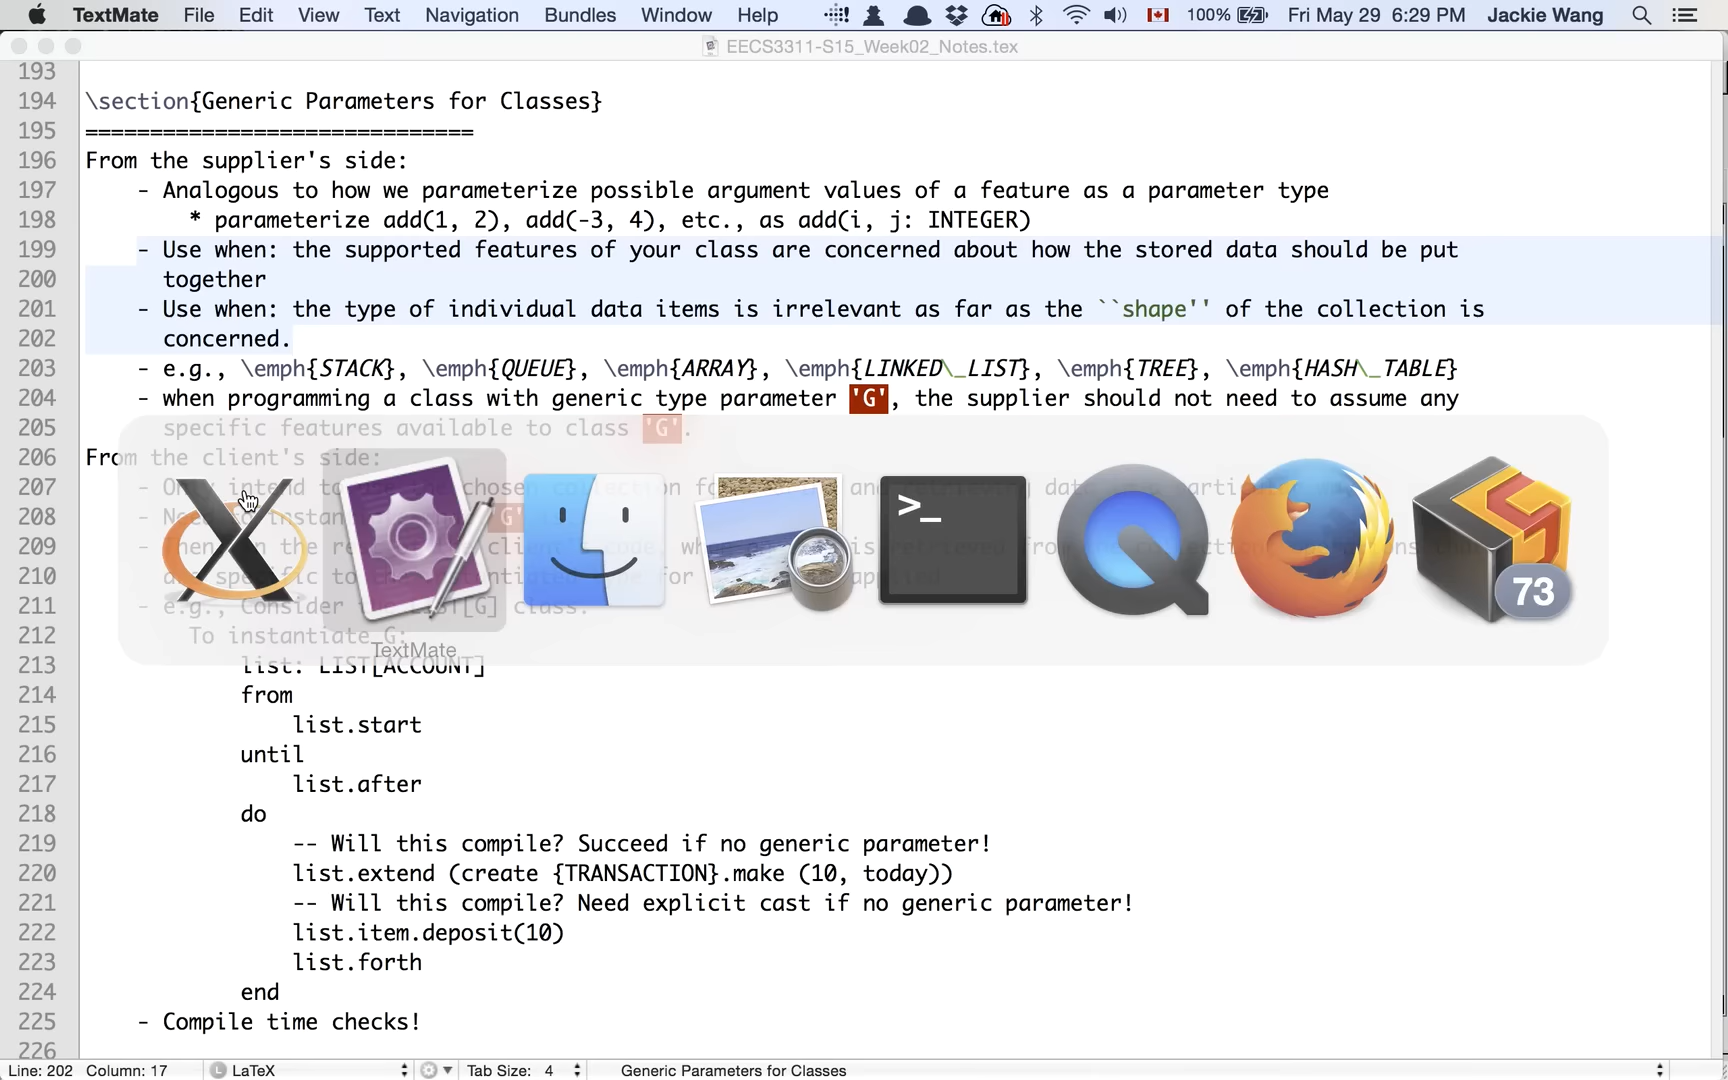 TextMate File Edit View Text Navigation Bundles Window Help 100% Fri May 29 6:29 PM Jackie Wang
EECS3311-S15_Week02_Notes.tex
193
194 \section{Generic Parameters for Classes}
195 ==============================
196 From the supplier's side:
197 - Analogous to how we parameterize possible argument values of a feature as a parameter type
198 * parameterize add(1, 2), add(-3, 4), etc., as add(i, j: INTEGER)
199 - Use when: the supported features of your class are concerned about how the stored data should be put
200 together
201 - Use when: the type of individual data items is irrelevant as far as the ``shape'' of the collection is
202 concerned.
203 - e.g., \emph{STACK}, \emph{QUEUE}, \emph{ARRAY}, \emph{LINKED\_LIST}, \emph{TREE}, \emph{HASH\_TABLE}
204 - when programming a class with generic type parameter 'G', the supplier should not need to assume any
205 specific features available to class 'G'.
206 From the client's side:
207
208
209
210
211 - e.g., Consider
212 To instantiate G:
TextMate
73
213 list: LIST[ACCOUNT]
214 from
215 list.start
216 until
217 list.after
218 do
219 -- Will this compile? Succeed if no generic parameter!
220 list.extend (create {TRANSACTION}.make (10, today))
221 -- Will this compile? Need explicit cast if no generic parameter!
222 list.item.deposit(10)
223 list.forth
224 end
225 - Compile time checks!
226
Line: 202 Column: 17 LaTeX Tab Size: 4 Generic Parameters for Classes